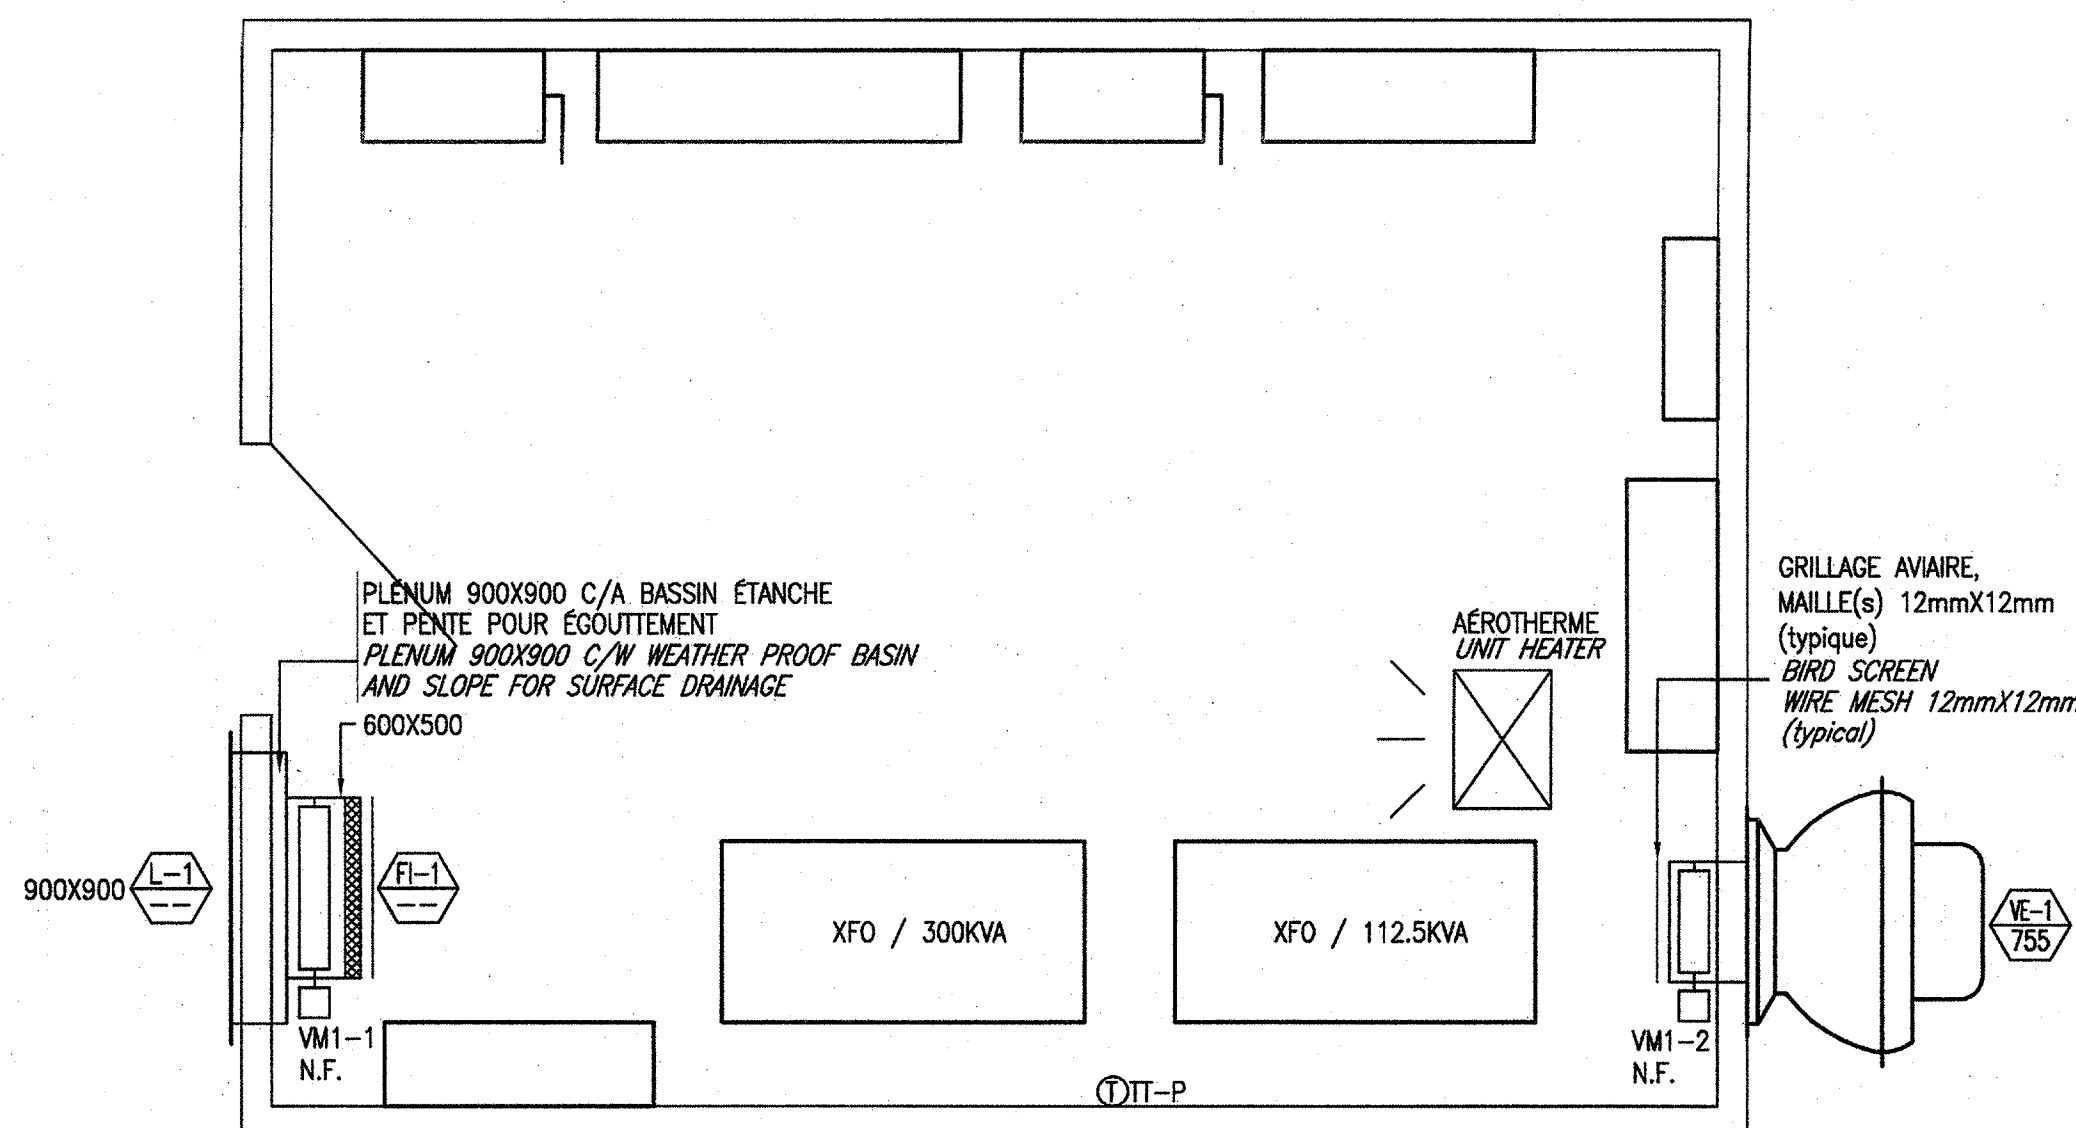 PLÉNUM 900X900 C/A BASSIN ÉTANCHE
ET PENTE POUR ÉGOUTTEMENT
PLENUM 900X900 C/W WEATHER PROOF BASIN
AND SLOPE FOR SURFACE DRAINAGE
600X500
AÉROTHERME
UNIT HEATER
GRILLAGE AVIAIRE,
MAILLE(s) 12mmX12mm
(typique)
BIRD SCREEN
WIRE MESH 12mmX12mm
(typical)
900X900
L-1
--
FI-1
--
XFO / 300KVA
XFO / 112.5KVA
VE-1
755
VM1-1
N.F.
VM1-2
N.F.
T TT-P